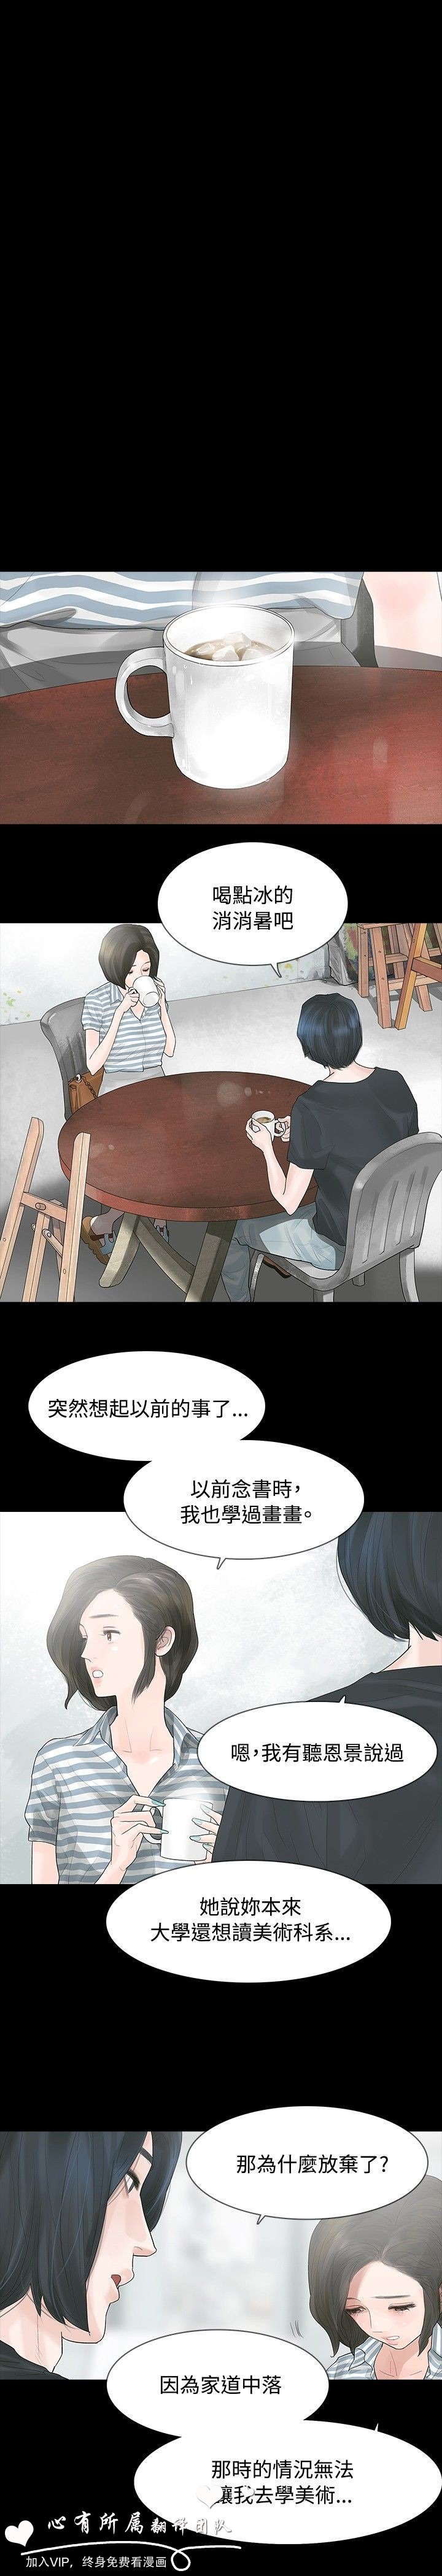 喝點冰的
消消暑吧
突然想起以前的事了...
以前念書時,
我也學過畫畫。
嗯,我有聽恩景說過
她說妳本來
大學還想讀美術科系...
那為什麼放棄了?
因為家道中落
那時的情況無法
讓我去學美術...
心有所属翻译团队
加入VIP,终身免费看漫画